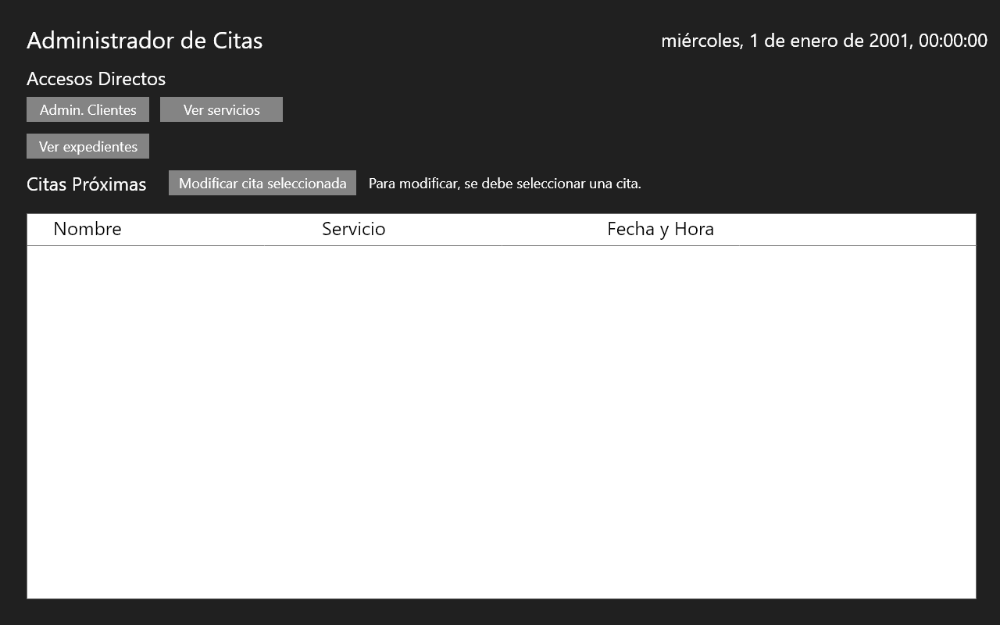 Administrador de Citas
miércoles, 1 de enero de 2001, 00:00:00
Accesos Directos
Admin. Clientes
Ver servicios
Ver expedientes
Citas Próximas
Modificar cita seleccionada
Para modificar, se debe seleccionar una cita.
Nombre
Servicio
Fecha y Hora